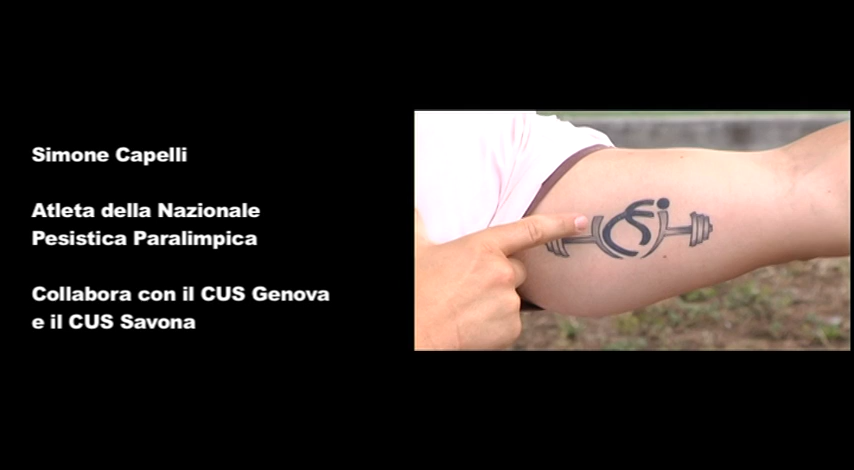 Simone Capelli
Atleta della Nazionale
Pesistica Paralimpica
Collabora con il CUS Genova
e il CUS Savona